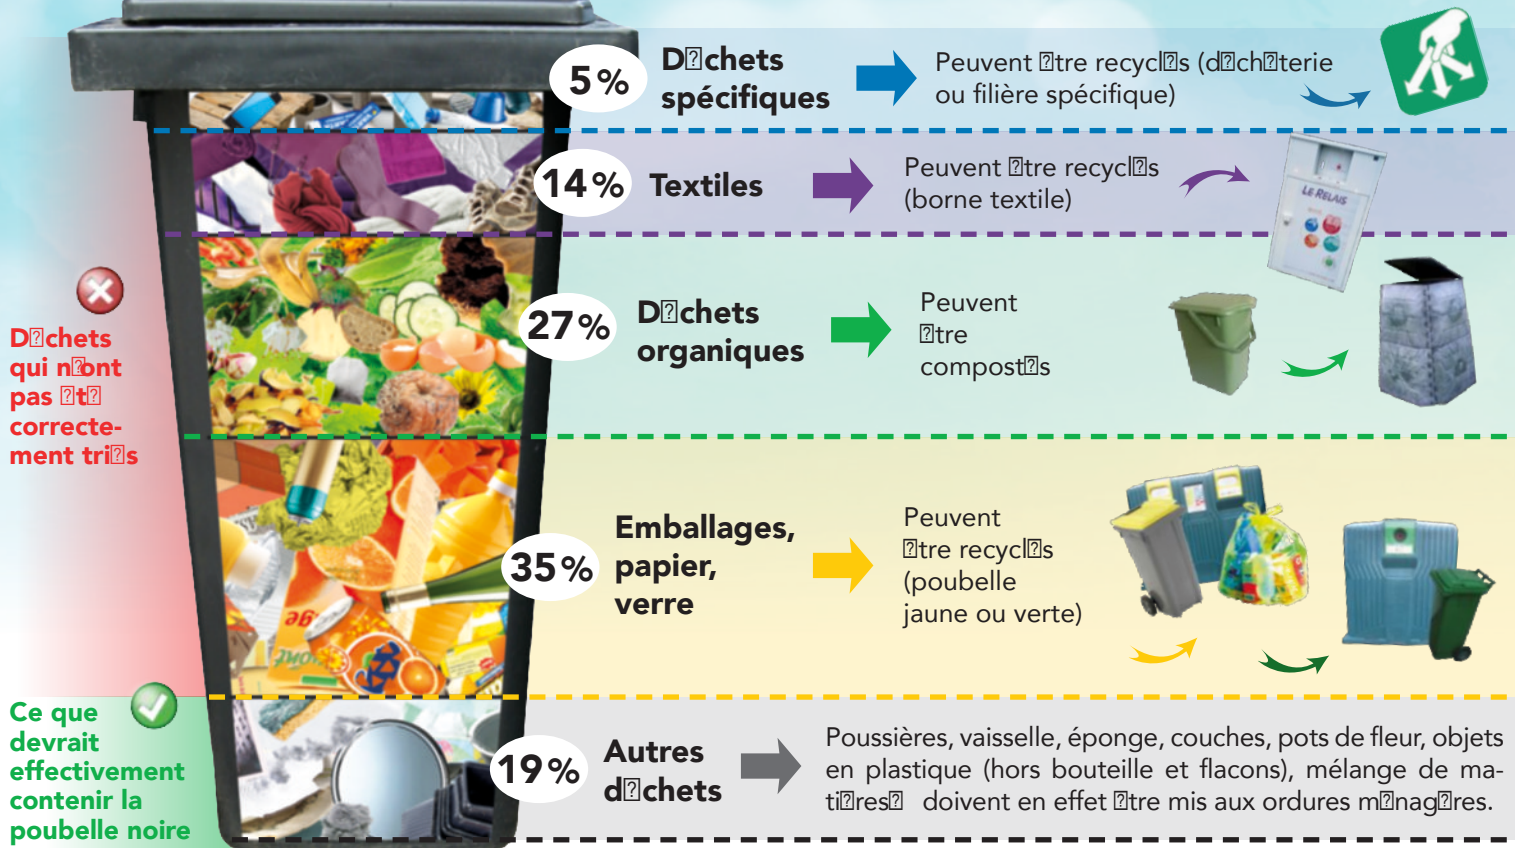 5%
D⍰chets
spécifiques
Peuvent ⍰tre recycl⍰s (d⍰ch⍰terie
ou filière spécifique)
14%
Textiles
Peuvent ⍰tre recycl⍰s
(borne textile)
LE RELAIS
27%
D⍰chets
organiques
Peuvent
⍰tre
compost⍰s
D⍰chets
qui n⍰ont
pas ⍰t⍰
correcte-
ment tri⍰s
35%
Emballages,
papier,
verre
Peuvent
⍰tre recycl⍰s
(poubelle
jaune ou verte)
Ce que
devrait
effectivement
contenir la
poubelle noire
19%
Autres
d⍰chets
Poussières, vaisselle, éponge, couches, pots de fleur, objets
en plastique (hors bouteille et flacons), mélange de ma-
ti⍰res⍰ doivent en effet ⍰tre mis aux ordures m⍰nag⍰res.